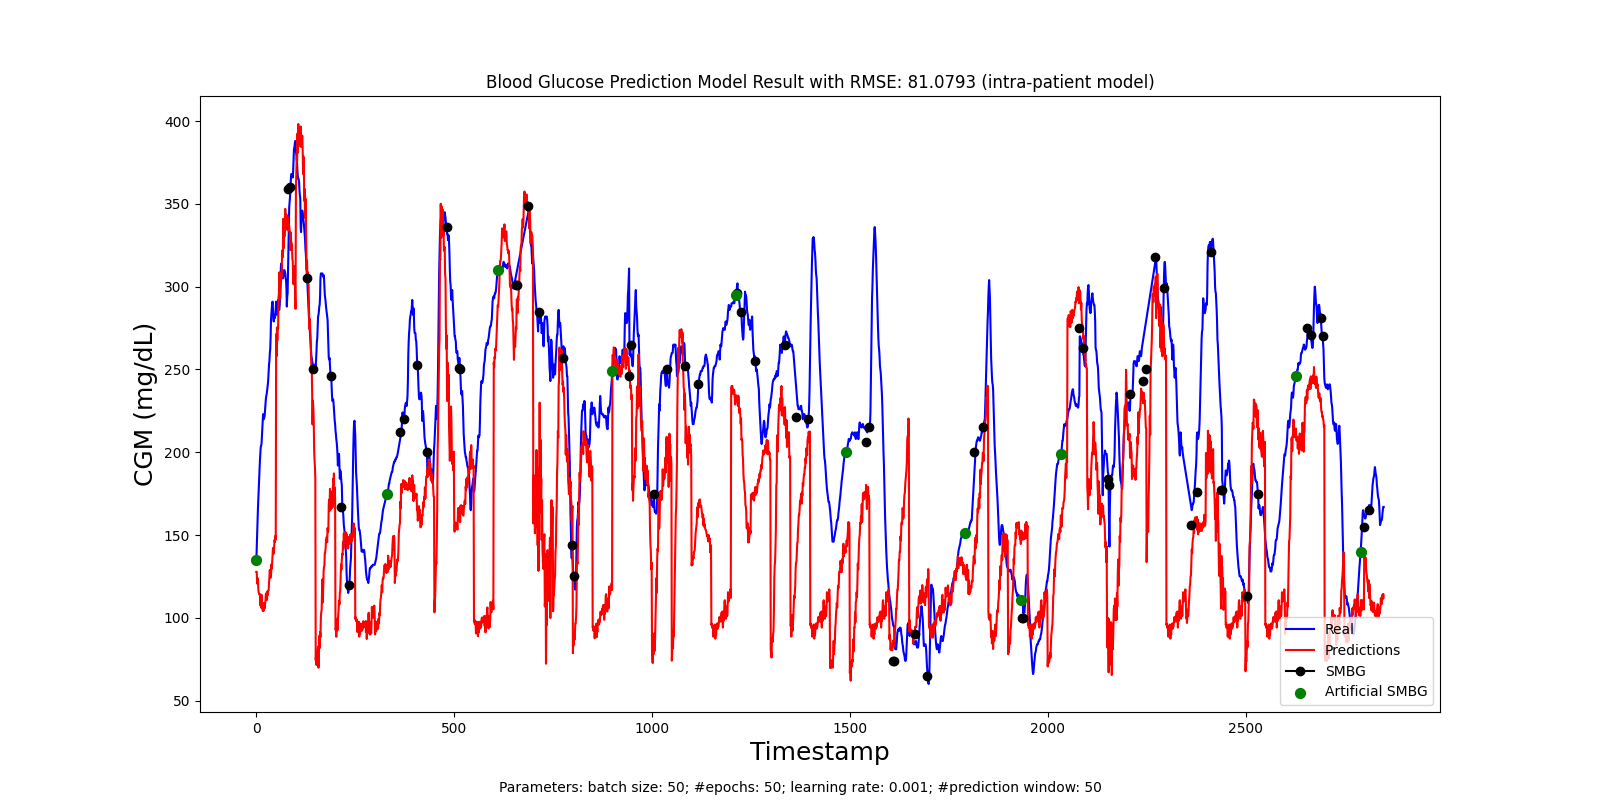 Blood Glucose Prediction Model Result with RMSE: 81.0793 (intra-patient model)
CGM (mg/dL)
400
350
300
250
200
150
100
50
0
500
1000
1500
2000
2500
Real
Predictions
SMBG
Artificial SMBG
Timestamp
Parameters: batch size: 50; #epochs: 50; learning rate: 0.001; #prediction window: 50